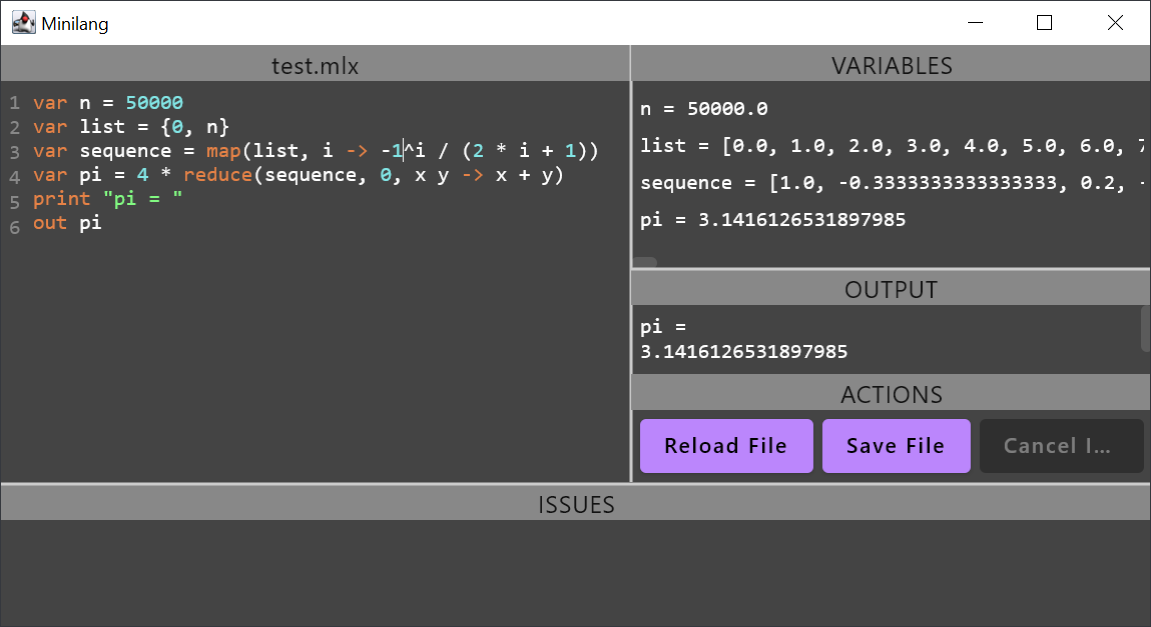 Minilang
test.mlx
1 var n = 50000
2 var list = {0, n}
3 var sequence = map(list, i -> -1^i / (2 * i + 1))
4 var pi = 4 * reduce(sequence, 0, x y -> x + y)
5 print "pi = "
6 out pi
VARIABLES
n = 50000.0
list = [0.0, 1.0, 2.0, 3.0, 4.0, 5.0, 6.0, 7
sequence = [1.0, -0.3333333333333333, 0.2, -
pi = 3.1416126531897985
OUTPUT
pi =
3.1416126531897985
ACTIONS
Reload File
Save File
Cancel I...
ISSUES